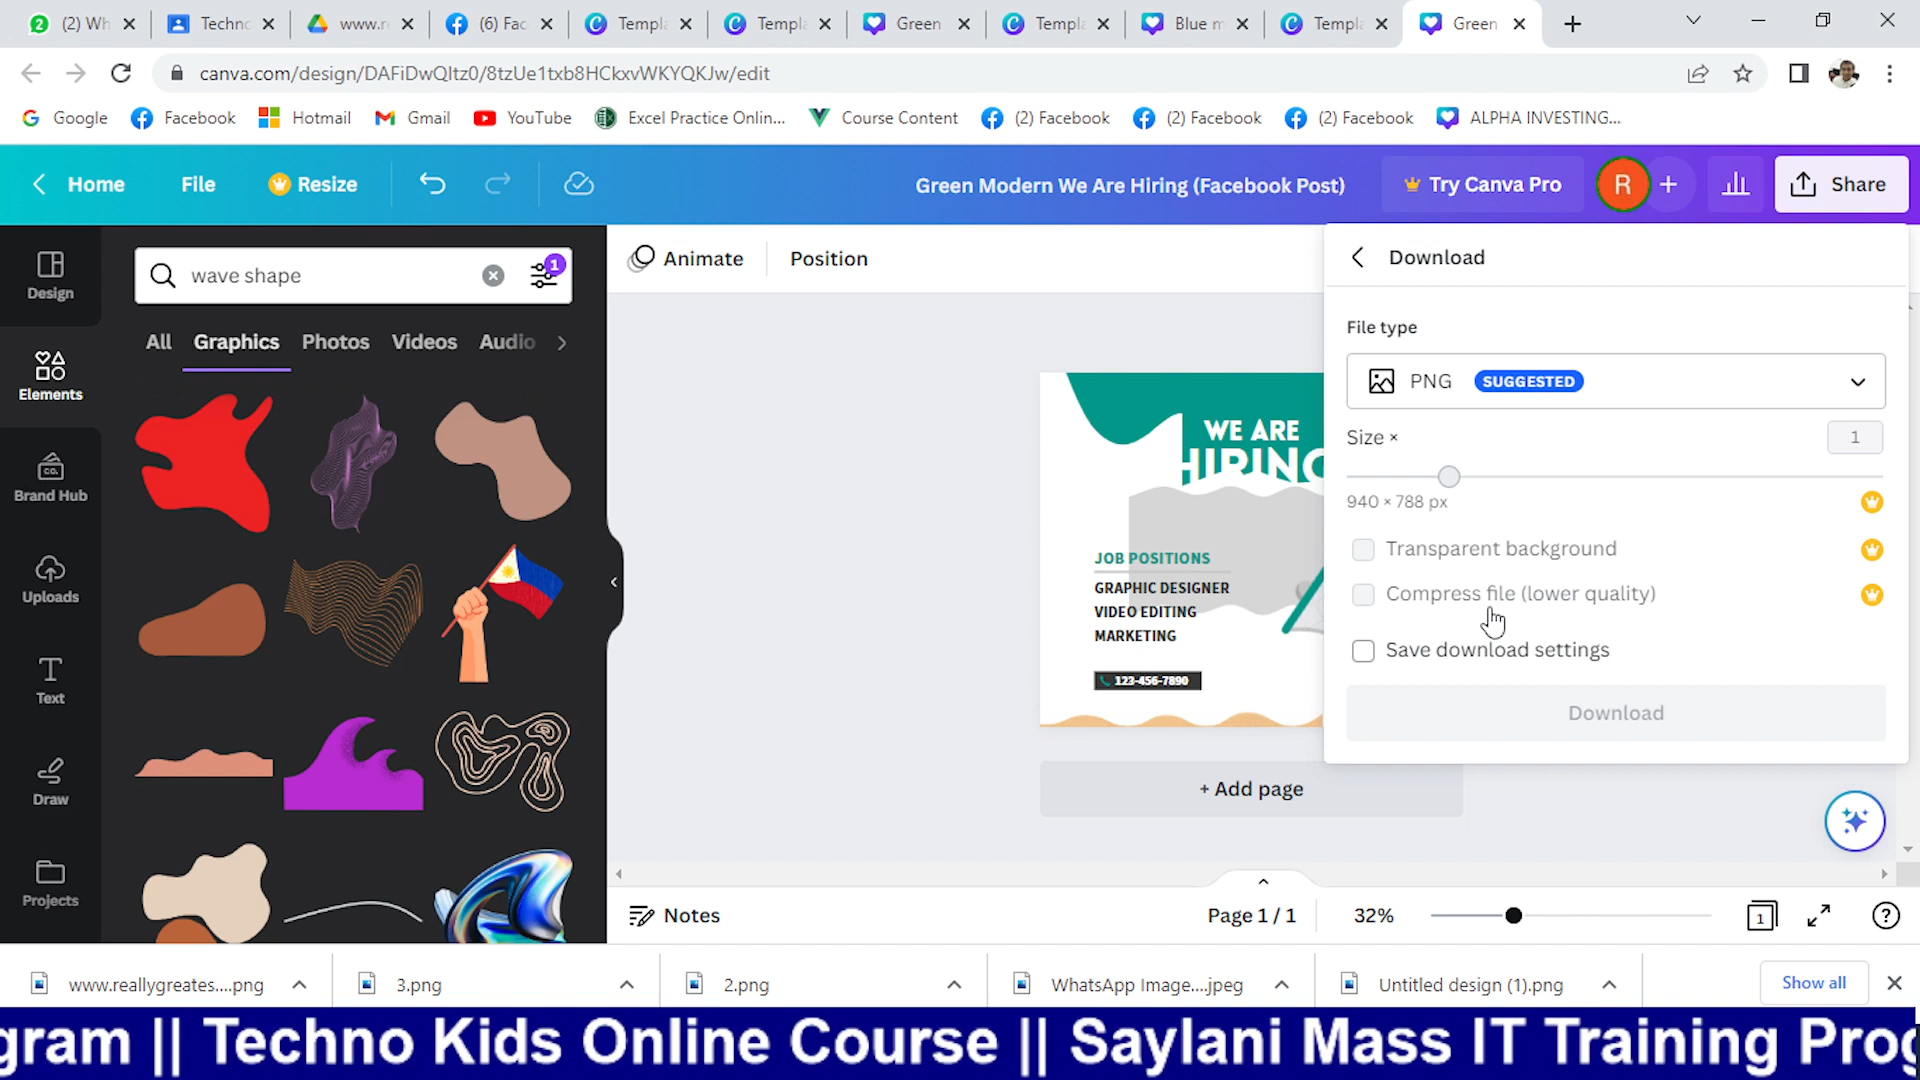 (2) Wh
Techno
www.r
(6) Fac
Templa
Templa
Green
Templa
Blue m
Templa
Green
canva.com/design/DAFiDwQItz0/8tzUe1txb8HCkxvWKYQKJw/edit
Google
Facebook
Hotmail
Gmail
YouTube
Excel Practice Onlin...
Course Content
(2) Facebook
(2) Facebook
(2) Facebook
ALPHA INVESTING...
Home
File
Resize
Green Modern We Are Hiring (Facebook Post)
Try Canva Pro
R
Share
Design
Elements
Brand Hub
Uploads
Text
Draw
Projects
wave shape
1
All
Graphics
Photos
Videos
Audio
Animate
Position
WE ARE
HIRING
JOB POSITIONS
GRAPHIC DESIGNER
VIDEO EDITING
MARKETING
123-456-7890
+ Add page
Download
File type
PNG SUGGESTED
Size × 1
940 × 788 px
Transparent background
Compress file (lower quality)
Save download settings
Download
Notes
Page 1 / 1
32%
1
www.reallygreates....png
3.png
2.png
WhatsApp Image....jpeg
Untitled design (1).png
Show all
gram || Techno Kids Online Course || Saylani Mass IT Training Prog